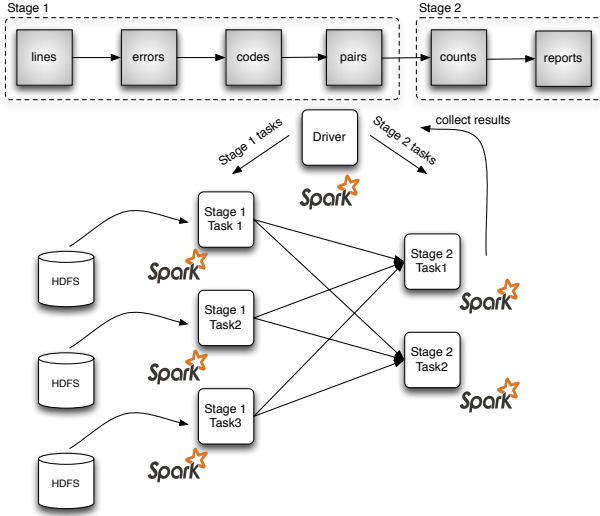 Stage 1
Stage 2
lines
errors
codes
pairs
counts
reports
Stage 1 tasks
Driver
Stage 2 tasks
collect results
Spark
Stage 1
Task 1
Stage 2
Task1
HDFS
Spark
Spark
Stage 1
Task2
Stage 2
Task2
HDFS
Spark
Spark
Stage 1
Task3
HDFS
Spark